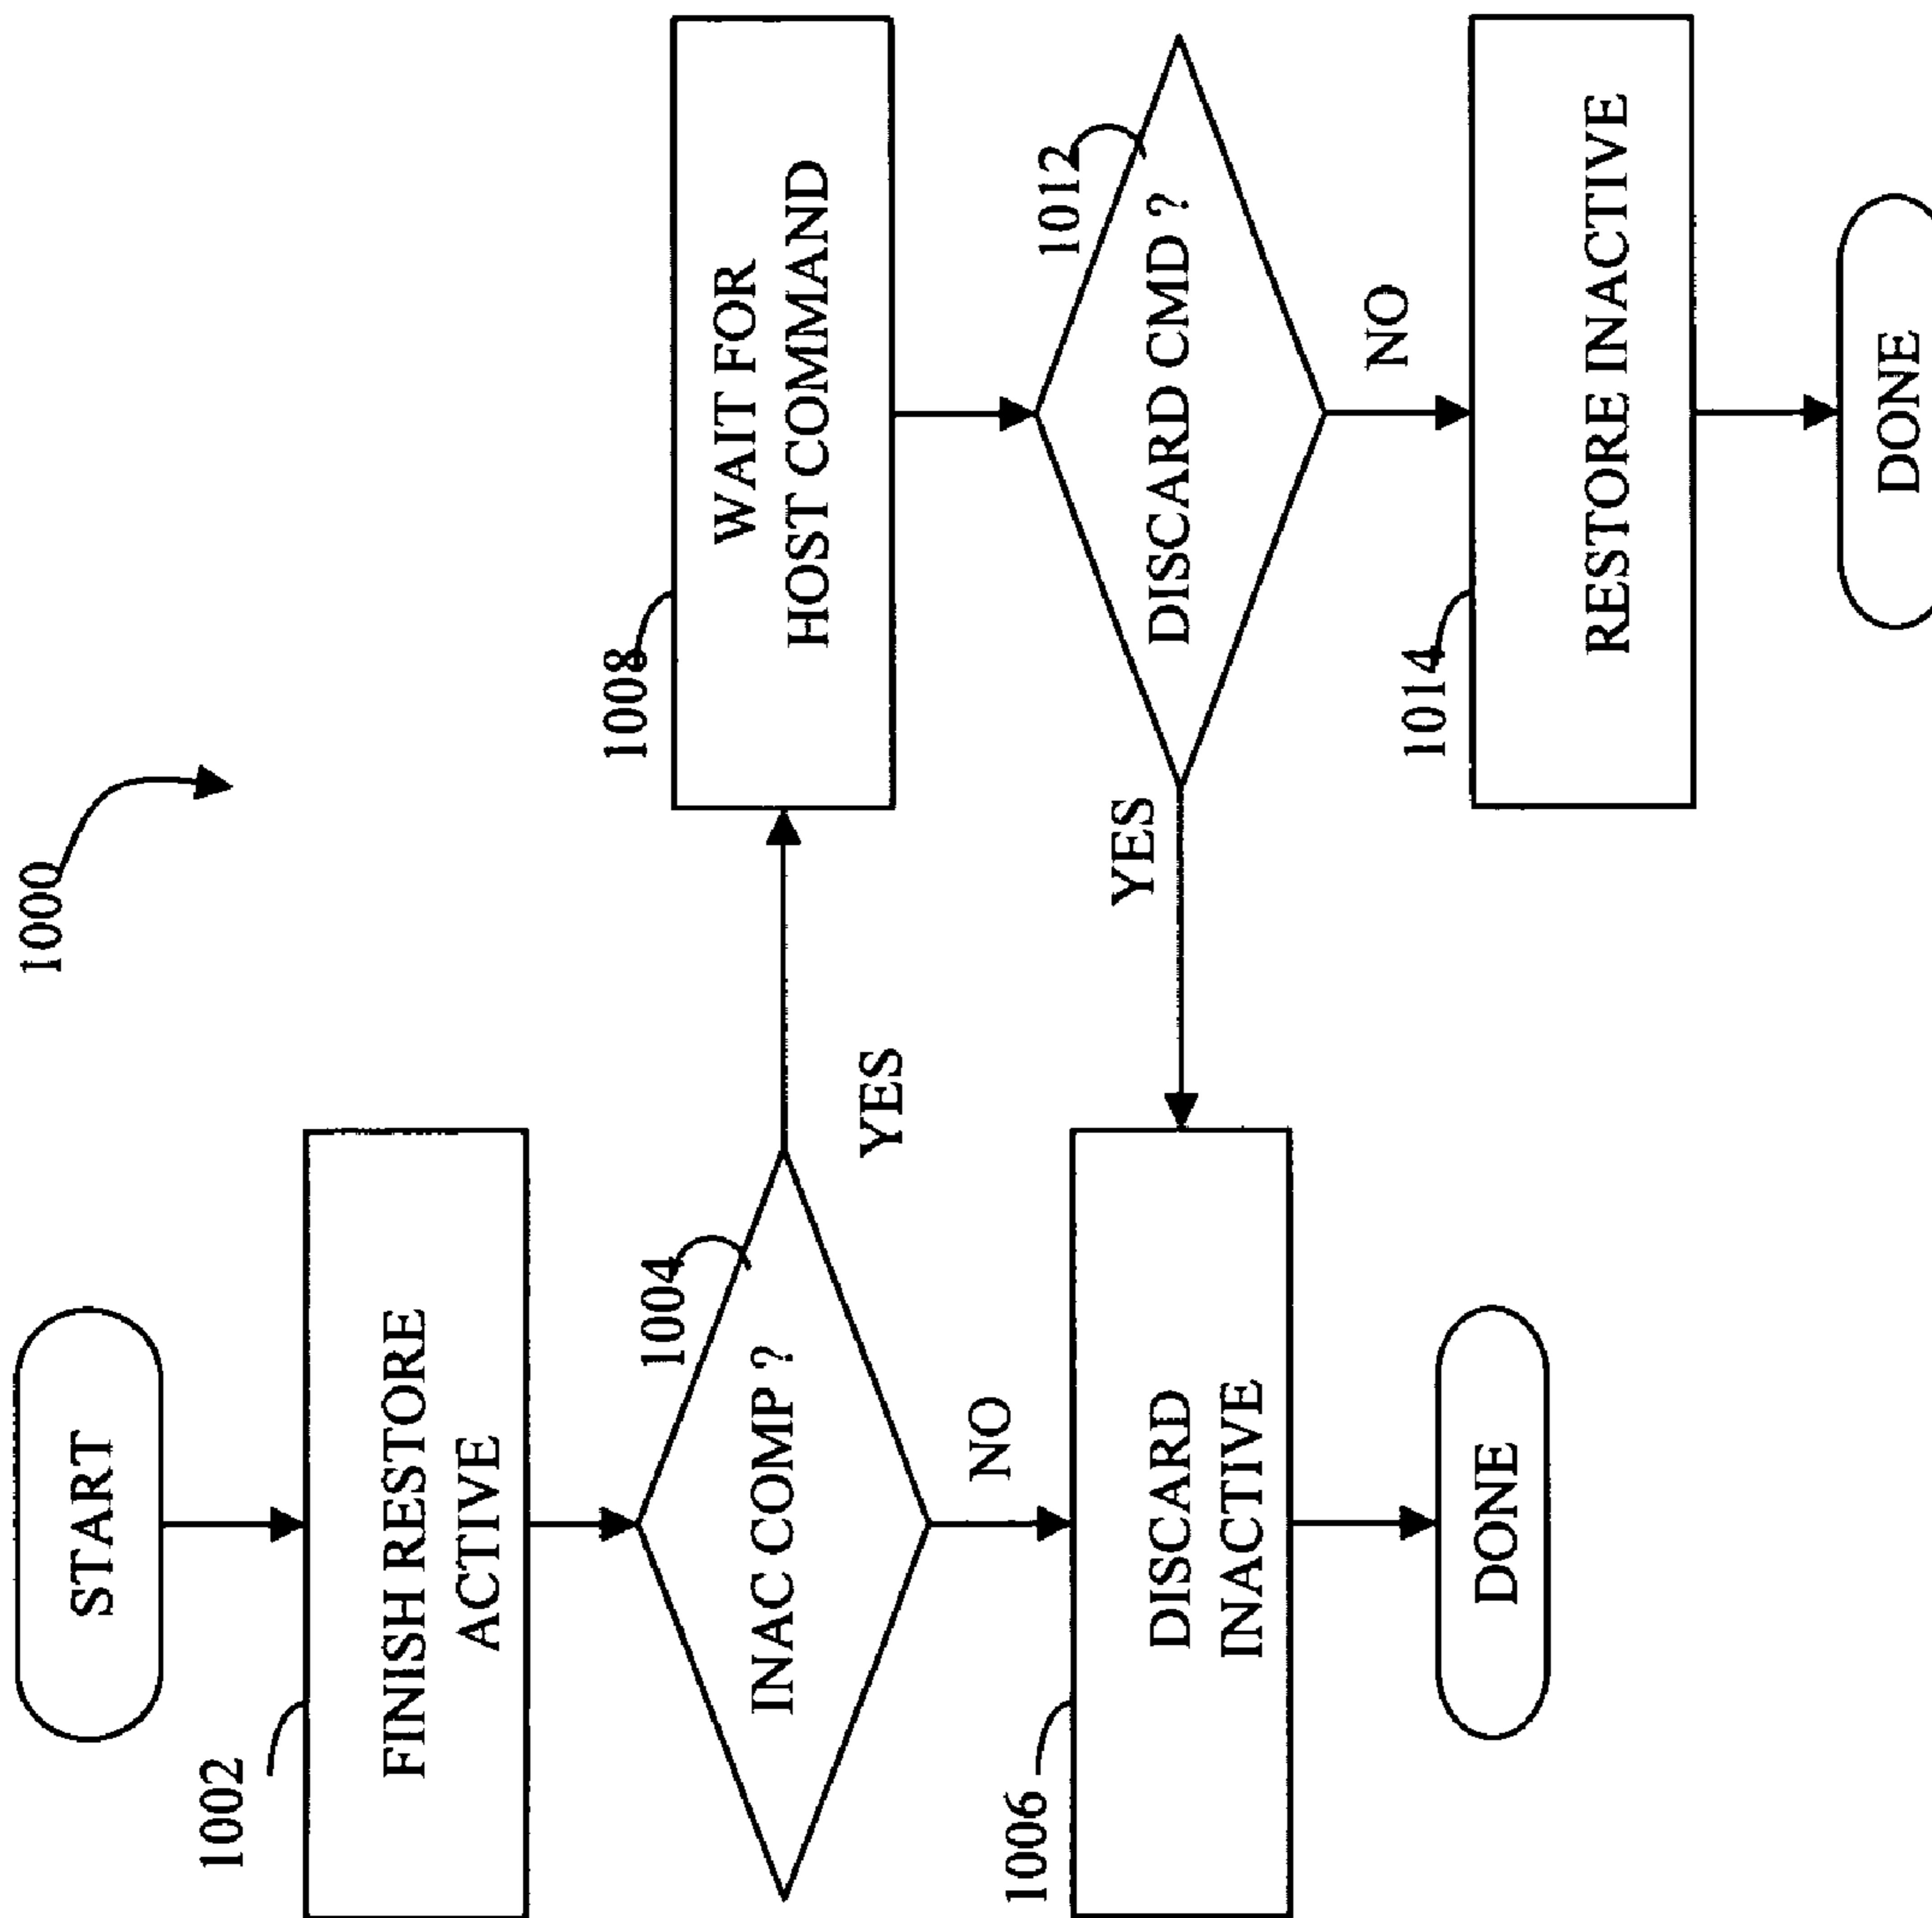 1000
START
1002
FINISH RESTORE
ACTIVE
1004
INAC COMP ?
YES
NO
1006
DISCARD
INACTIVE
DONE
1008
WAIT FOR
HOST COMMAND
1012
DISCARD CMD ?
YES
NO
1014
RESTORE INACTIVE
DONE